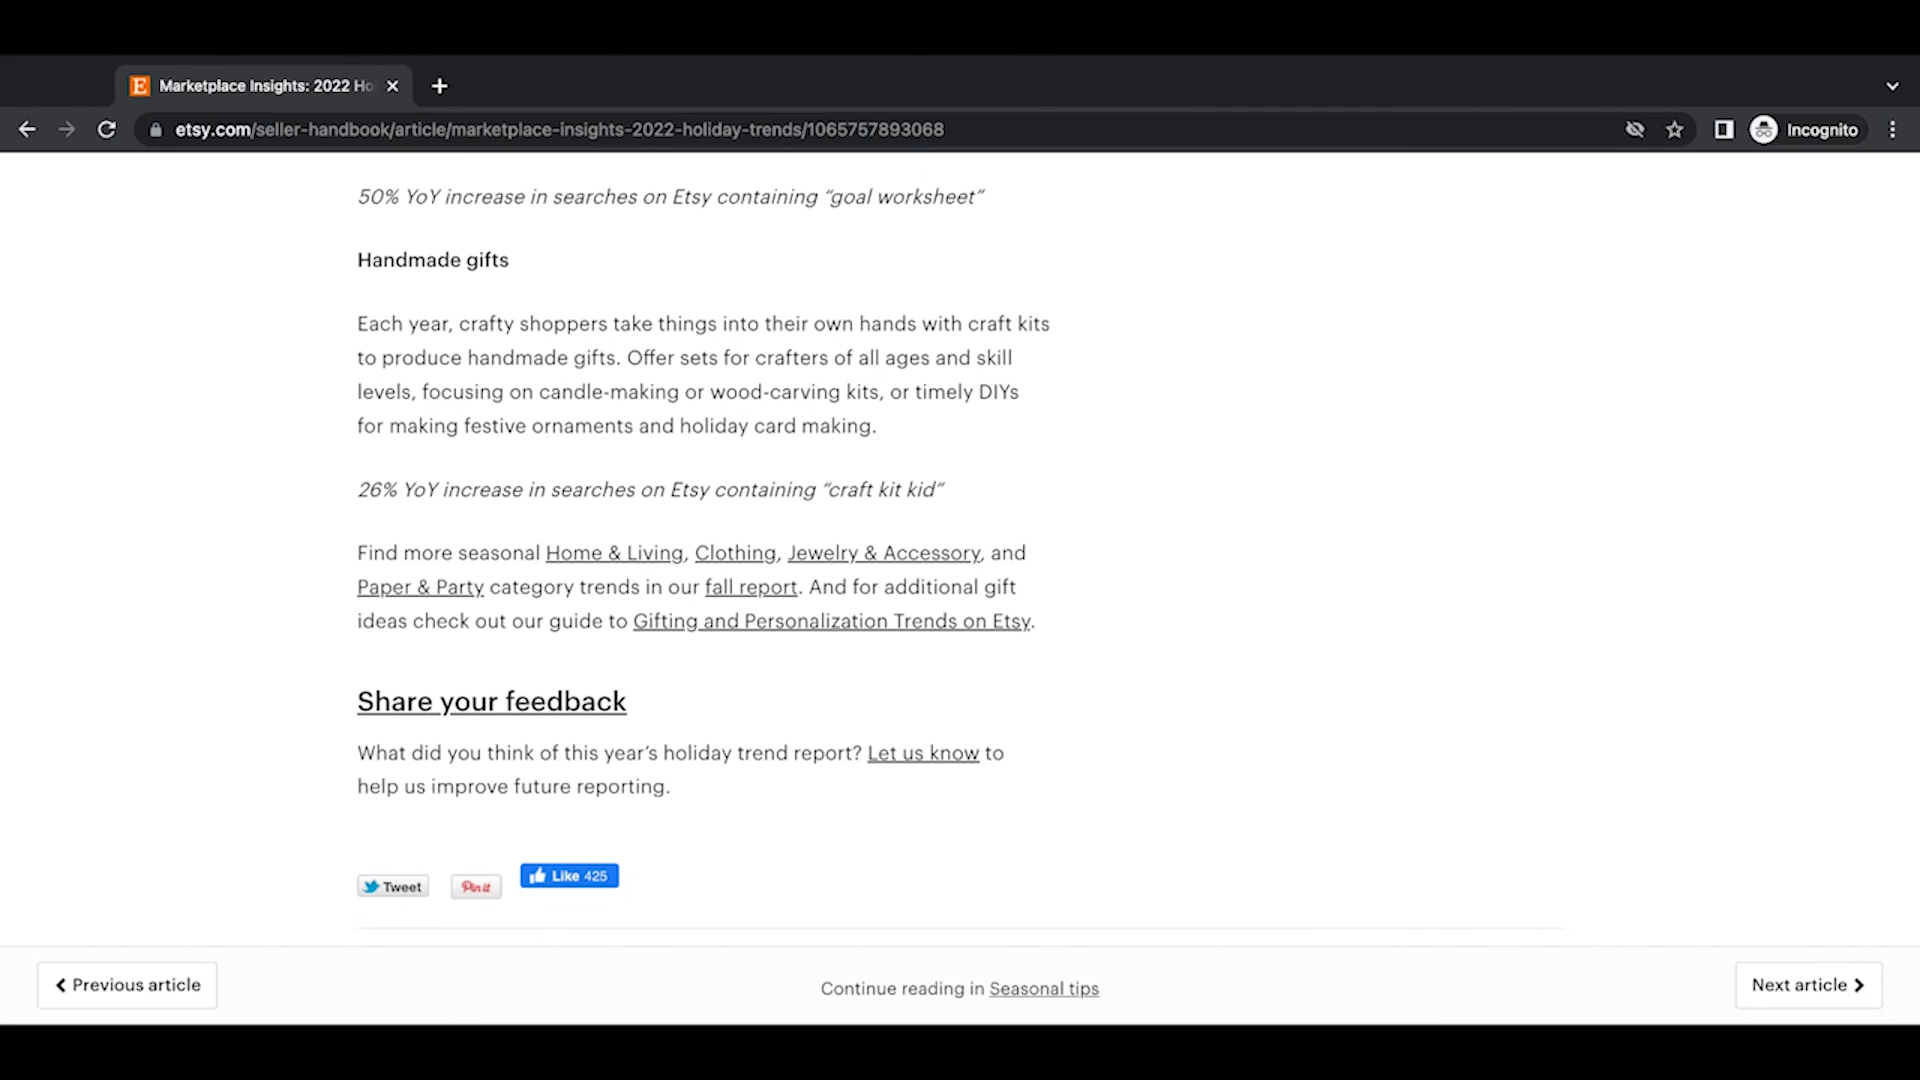 E Marketplace Insights: 2022 Ho
etsy.com/seller-handbook/article/marketplace-insights-2022-holiday-trends/1065757893068
Incognito
50% YoY increase in searches on Etsy containing “goal worksheet”
Handmade gifts
Each year, crafty shoppers take things into their own hands with craft kits
to produce handmade gifts. Offer sets for crafters of all ages and skill
levels, focusing on candle-making or wood-carving kits, or timely DIYs
for making festive ornaments and holiday card making.
26% YoY increase in searches on Etsy containing “craft kit kid”
Find more seasonal Home & Living, Clothing, Jewelry & Accessory, and
Paper & Party category trends in our fall report. And for additional gift
ideas check out our guide to Gifting and Personalization Trends on Etsy.
Share your feedback
What did you think of this year’s holiday trend report? Let us know to
help us improve future reporting.
Tweet Pin it Like 425
Previous article
Continue reading in Seasonal tips
Next article